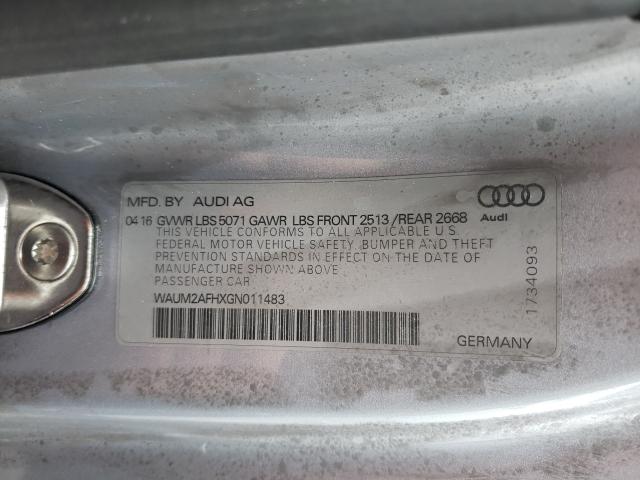 MFD. BY AUDI AG
04 16 GVWR LBS 5071 GAWR LBS FRONT 2513 /REAR 2668
THIS VEHICLE CONFORMS TO ALL APPLICABLE U.S
FEDERAL MOTOR VEHICLE SAFETY, BUMPER AND THEFT
PREVENTION STANDARDS IN EFFECT ON THE DATE OF
MANUFACTURE SHOWN ABOVE
PASSENGER CAR
WAUM2AFHXGN011483
Audi
1734093
GERMANY